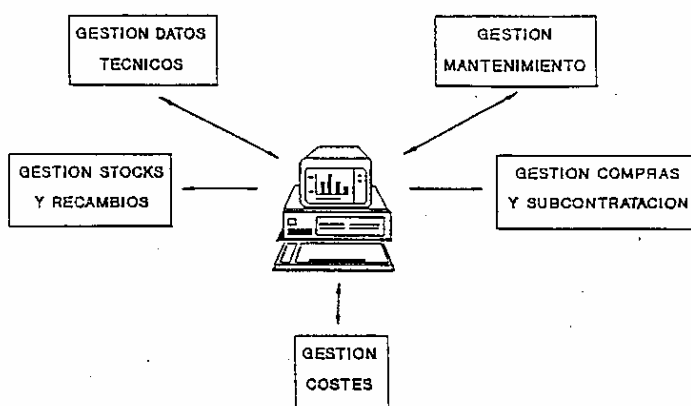 GESTION DATOS
TECNICOS
GESTION
MANTENIMIENTO
GESTION STOCKS
Y RECAMBIOS
GESTION COMPRAS
Y SUBCONTRATACION
GESTION
COSTES